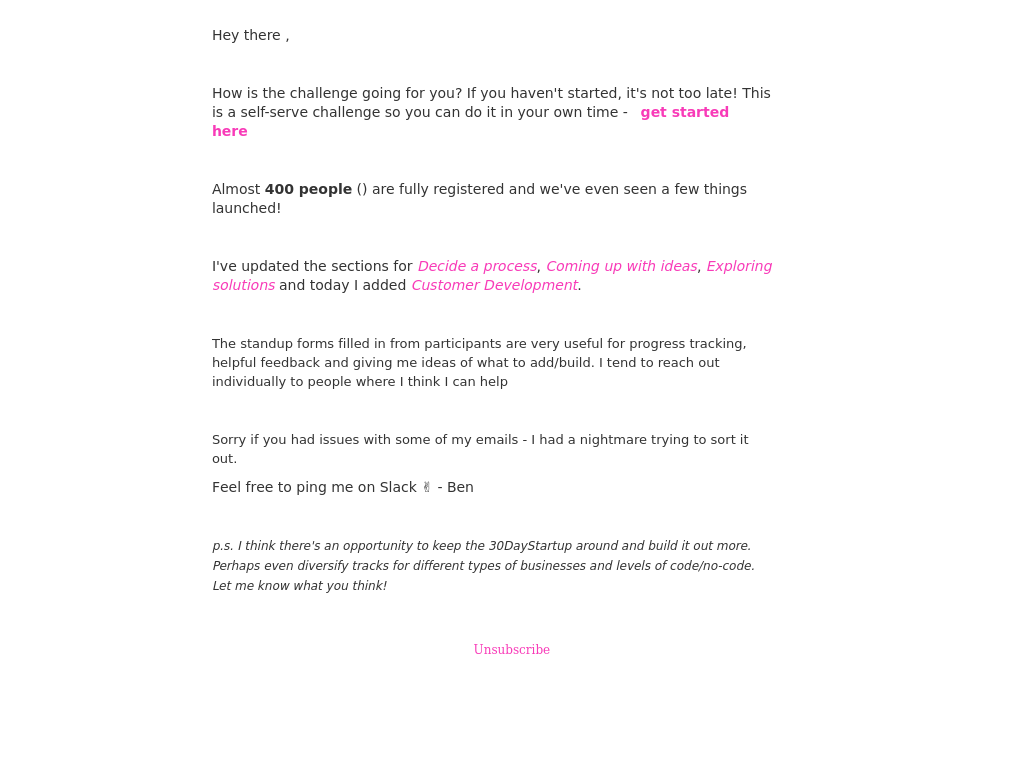 Hey there ,
How is the challenge going for you? If you haven't started, it's not too late! This
is a self-serve challenge so you can do it in your own time - get started
here
Almost 400 people () are fully registered and we've even seen a few things
launched!
I've updated the sections for Decide a process, Coming up with ideas, Exploring
solutions and today I added Customer Development.
The standup forms filled in from participants are very useful for progress tracking,
helpful feedback and giving me ideas of what to add/build. I tend to reach out
individually to people where I think I can help
Sorry if you had issues with some of my emails - I had a nightmare trying to sort it
out.
Feel free to ping me on Slack ✌ - Ben
p.s. I think there's an opportunity to keep the 30DayStartup around and build it out more.
Perhaps even diversify tracks for different types of businesses and levels of code/no-code.
Let me know what you think!
Unsubscribe